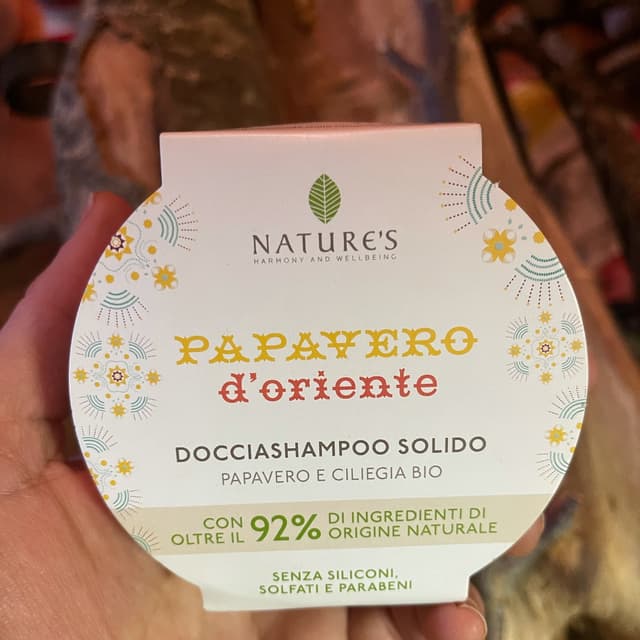 NATURE'S
HARMONY AND WELLBEING
PAPAVERO
d'oriente
DOCCIASHAMPOO SOLIDO
PAPAVERO E CILIEGIA BIO
CON OLTRE IL 92% DI INGREDIENTI DI ORIGINE NATURALE
SENZA SILICONI,
SOLFATI E PARABENI